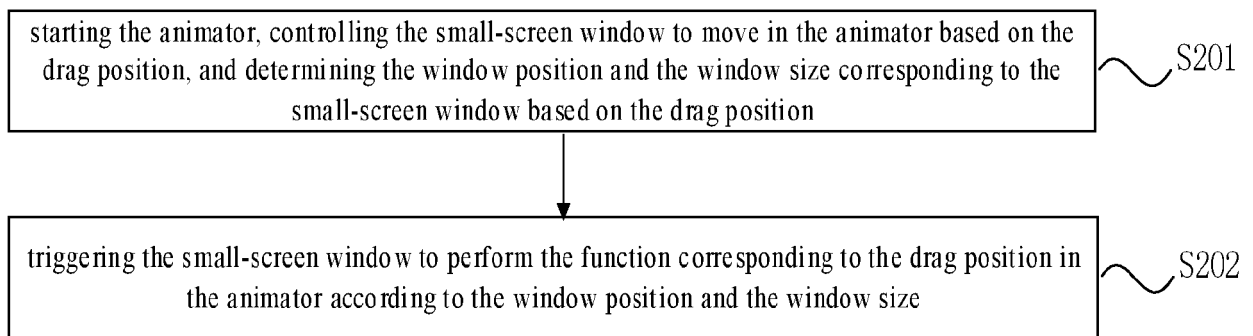 starting the animator, controlling the small-screen window to move in the animator based on the
drag position, and determining the window position and the window size corresponding to the
small-screen window based on the drag position
S201
triggering the small-screen window to perform the function corresponding to the drag position in
the animator according to the window position and the window size
S202